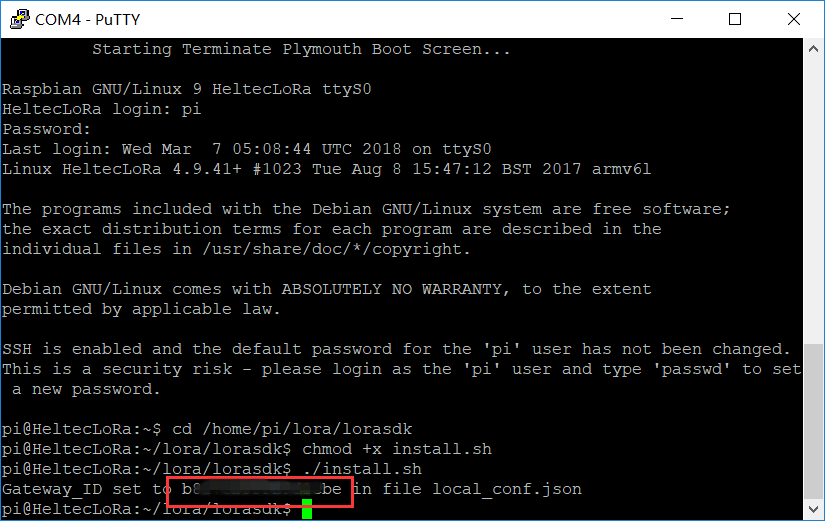 COM4 - PuTTY
Starting Terminate Plymouth Boot Screen...
Raspbian GNU/Linux 9 HeltecLoRa ttyS0
HeltecLoRa login: pi
Password:
Last login: Wed Mar  7 05:08:44 UTC 2018 on ttyS0
Linux HeltecLoRa 4.9.41+ #1023 Tue Aug 8 15:47:12 BST 2017 armv6l
The programs included with the Debian GNU/Linux system are free software;
the exact distribution terms for each program are described in the
individual files in /usr/share/doc/*/copyright.
Debian GNU/Linux comes with ABSOLUTELY NO WARRANTY, to the extent
permitted by applicable law.
SSH is enabled and the default password for the 'pi' user has not been changed.
This is a security risk - please login as the 'pi' user and type 'passwd' to set
a new password.
pi@HeltecLoRa:~$ cd /home/pi/lora/lorasdk
pi@HeltecLoRa:~/lora/lorasdk$ chmod +x install.sh
pi@HeltecLoRa:~/lora/lorasdk$ ./install.sh
Gateway_ID set to in file local_conf.json
pi@HeltecLoRa:~/lora/lorasdk$